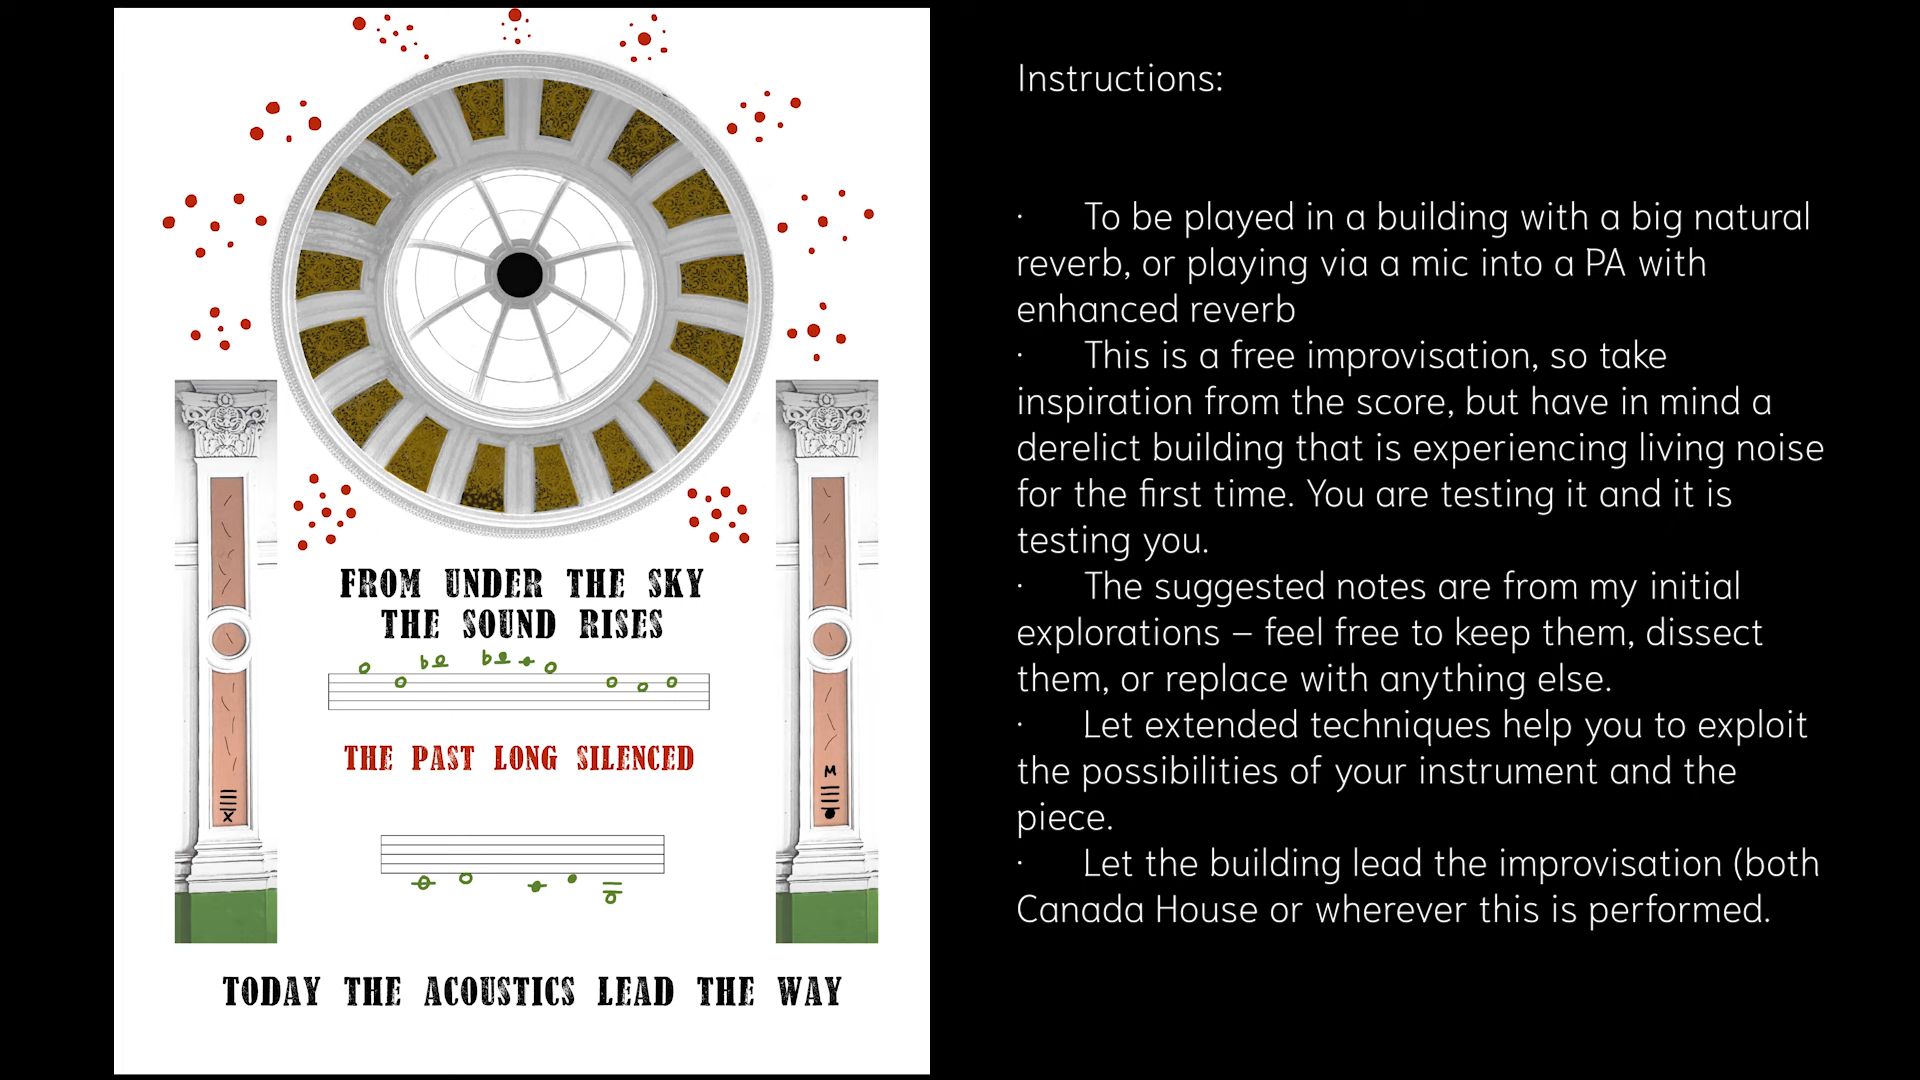 FROM UNDER THE SKY
THE SOUND RISES
THE PAST LONG SILENCED
M
TODAY THE ACOUSTICS LEAD THE WAY
Instructions:
· To be played in a building with a big natural
reverb, or playing via a mic into a PA with
enhanced reverb
· This is a free improvisation, so take
inspiration from the score, but have in mind a
derelict building that is experiencing living noise
for the first time. You are testing it and it is
testing you.
· The suggested notes are from my initial
explorations – feel free to keep them, dissect
them, or replace with anything else.
· Let extended techniques help you to exploit
the possibilities of your instrument and the
piece.
· Let the building lead the improvisation (both
Canada House or wherever this is performed.